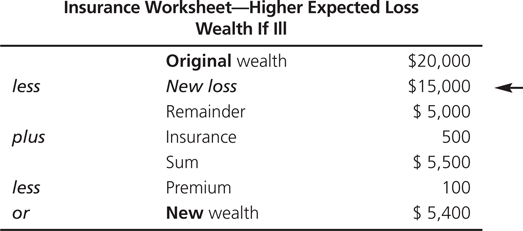 Insurance Worksheet—Higher Expected Loss
Wealth If Ill
Original wealth $20,000
less New loss $15,000
Remainder $ 5,000
plus Insurance 500
Sum $ 5,500
less Premium 100
or New wealth $ 5,400